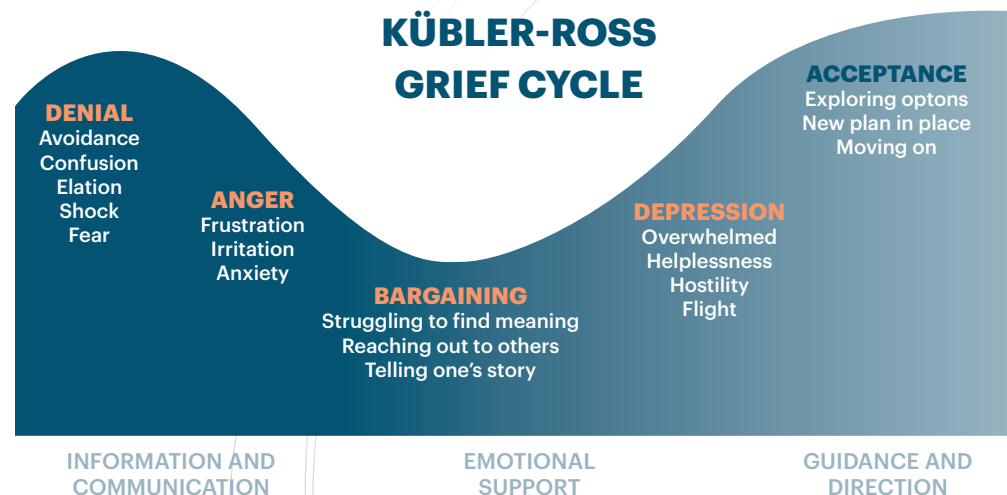 KÜBLER-ROSS
GRIEF CYCLE
DENIAL
Avoidance
Confusion
Elation
Shock
Fear
ANGER
Frustration
Irritation
Anxiety
BARGAINING
Struggling to find meaning
Reaching out to others
Telling one's story
DEPRESSION
Overwhelmed
Helplessness
Hostility
Flight
ACCEPTANCE
Exploring optons
New plan in place
Moving on
INFORMATION AND
COMMUNICATION
EMOTIONAL
SUPPORT
GUIDANCE AND
DIRECTION